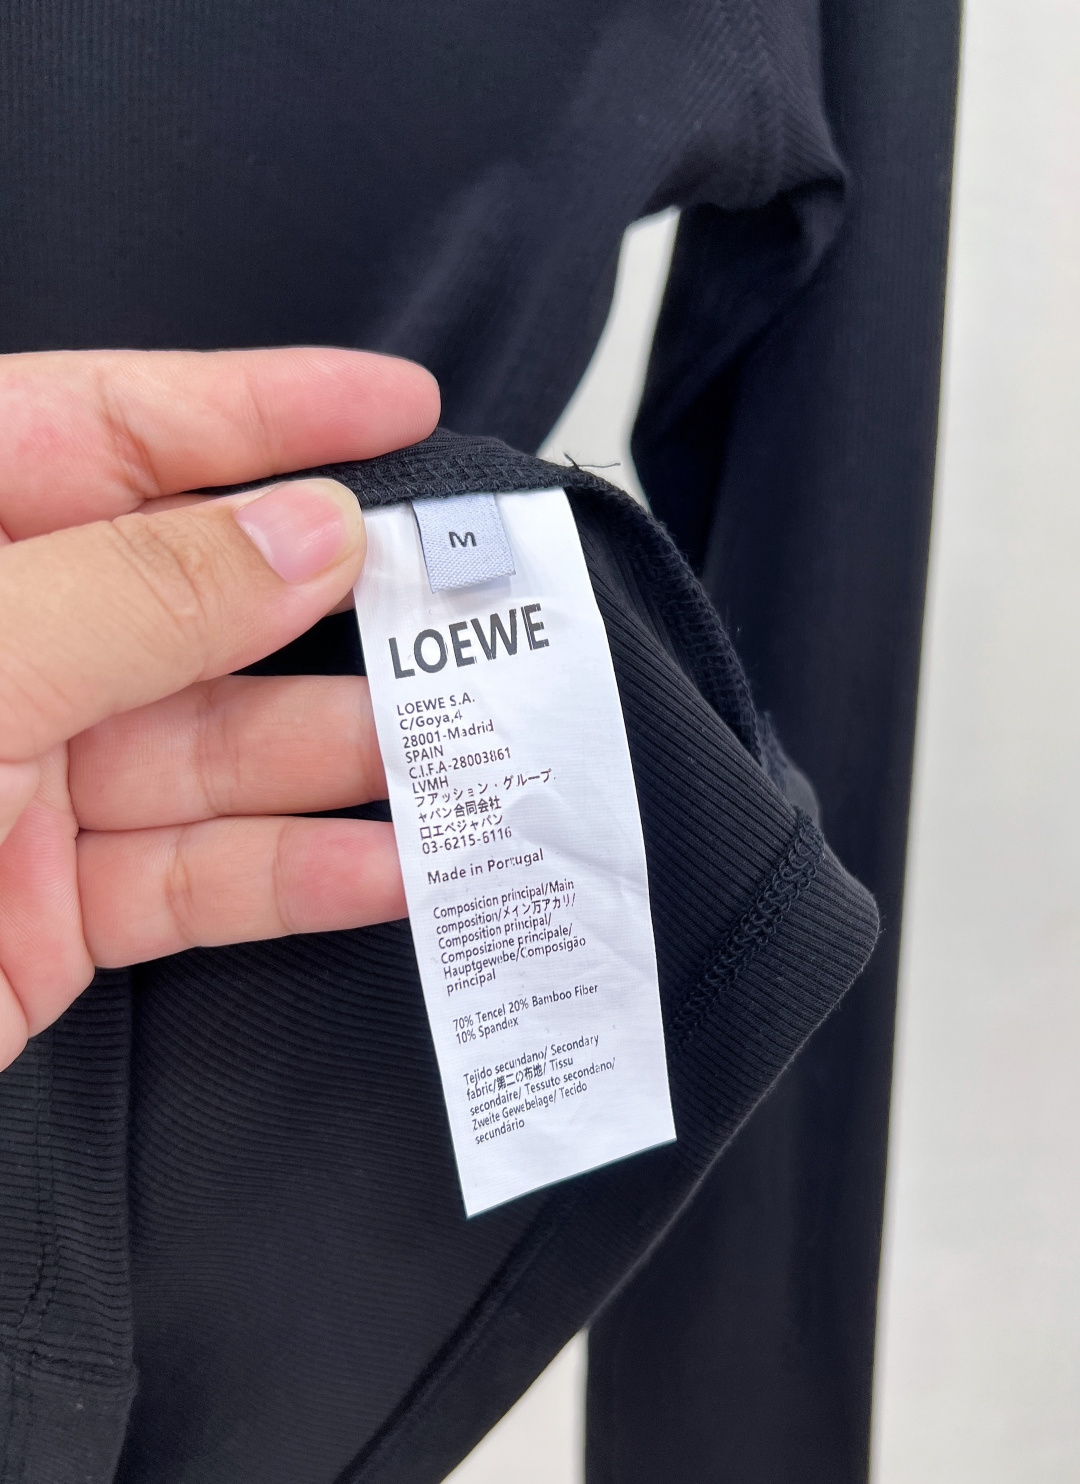 M
LOEWE
LOEWE S.A.
C/Goya,4
28001-Madrid
SPAIN
C.I.F.A-28003861
LVMH
ファッション・グループ.
ャパン合同会社
口エベジャパン
03-6215-6116
Made in Portugal
Composicion principal/Main
composition/メイン万アカリ/
Composition principal/
Composizione principale/
Hauptgewebe/Composigão
principal
70% Tencel 20% Bamboo Fiber
10% Spandex
Tejido secundano/ Secondary
fabric/第二の布地/ Tissu
secondaire/ Tessuto secondano/
Zweite Gewebelage/ Tecido
secundário